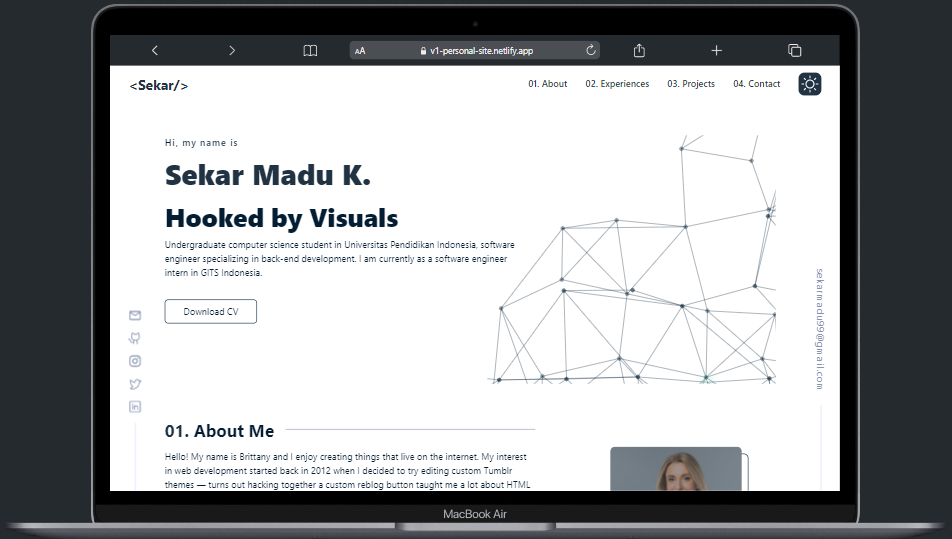 AA v1-personal-site.netlify.app
<Sekar/> 01. About 02. Experiences 03. Projects 04. Contact
Hi, my name is
Sekar Madu K.
Hooked by Visuals
Undergraduate computer science student in Universitas Pendidikan Indonesia, software
engineer specializing in back-end development. I am currently as a software engineer
intern in GITS Indonesia.
Download CV
sekarmadu99@gmail.com
01. About Me
Hello! My name is Brittany and I enjoy creating things that live on the internet. My interest
in web development started back in 2012 when I decided to try editing custom Tumblr
themes — turns out hacking together a custom reblog button taught me a lot about HTML
MacBook Air